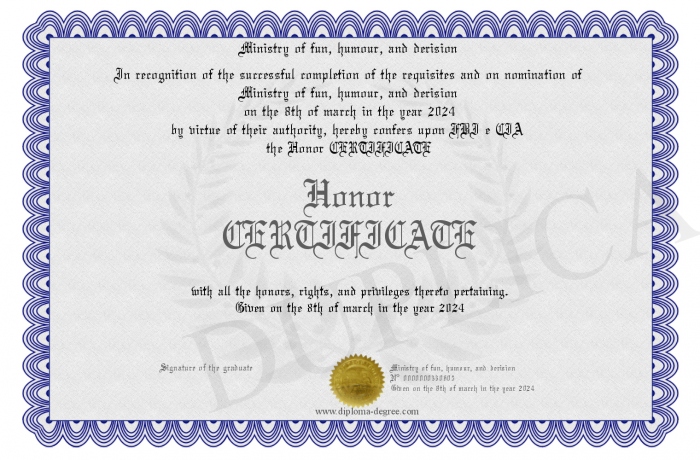 Ministry of fun, humour, and derision
In recognition of the successful completion of the requisites and on nomination of
Ministry of fun, humour, and derision
on the 8th of march in the year 2024
by virtue of their authority, hereby confers upon FBI e CIA
the Honor CERTIFICATE
Honor
CERTIFICATE
with all the honors, rights, and privileges thereto pertaining.
Given on the 8th of march in the year 2024
DUPLICA
Signature of the graduate
Ministry of fun, humour, and derision
Given on the 8th of march in the year 2024
www.diploma-degree.com